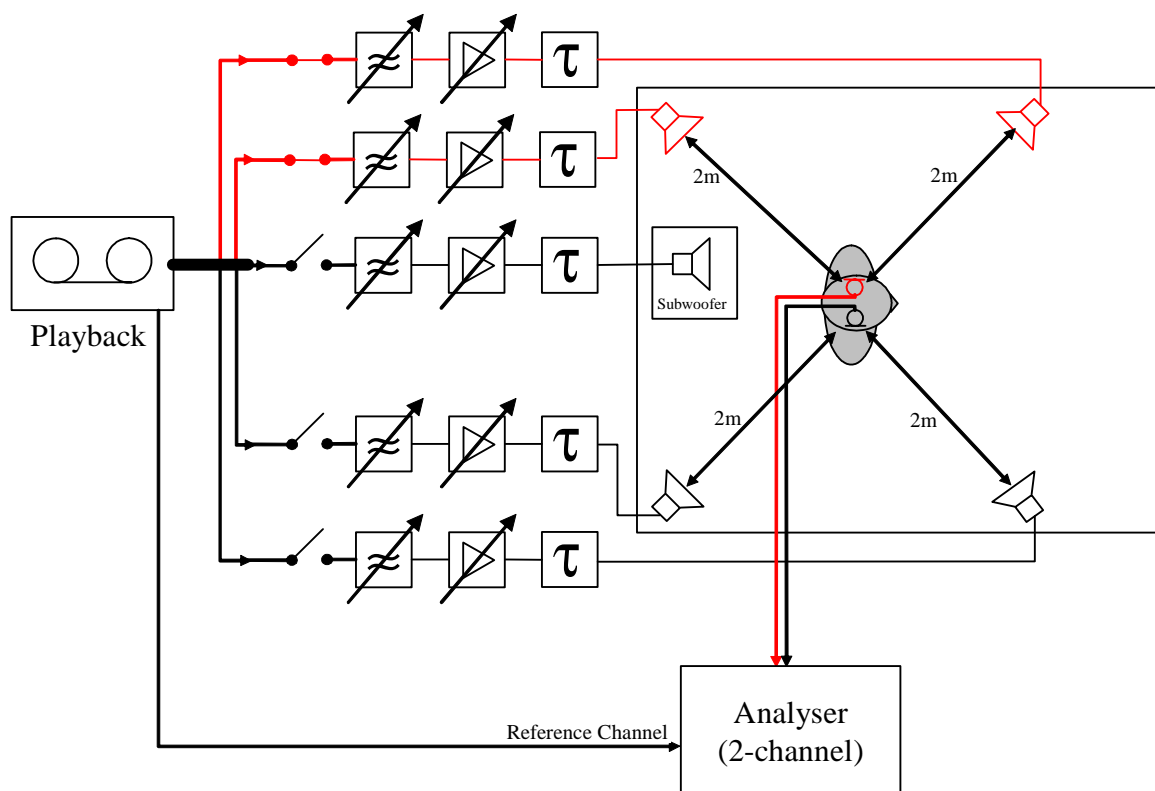 τ
τ
2m
2m
τ
Subwoofer
Playback
2m
2m
τ
τ
Reference Channel
Analyser
(2-channel)